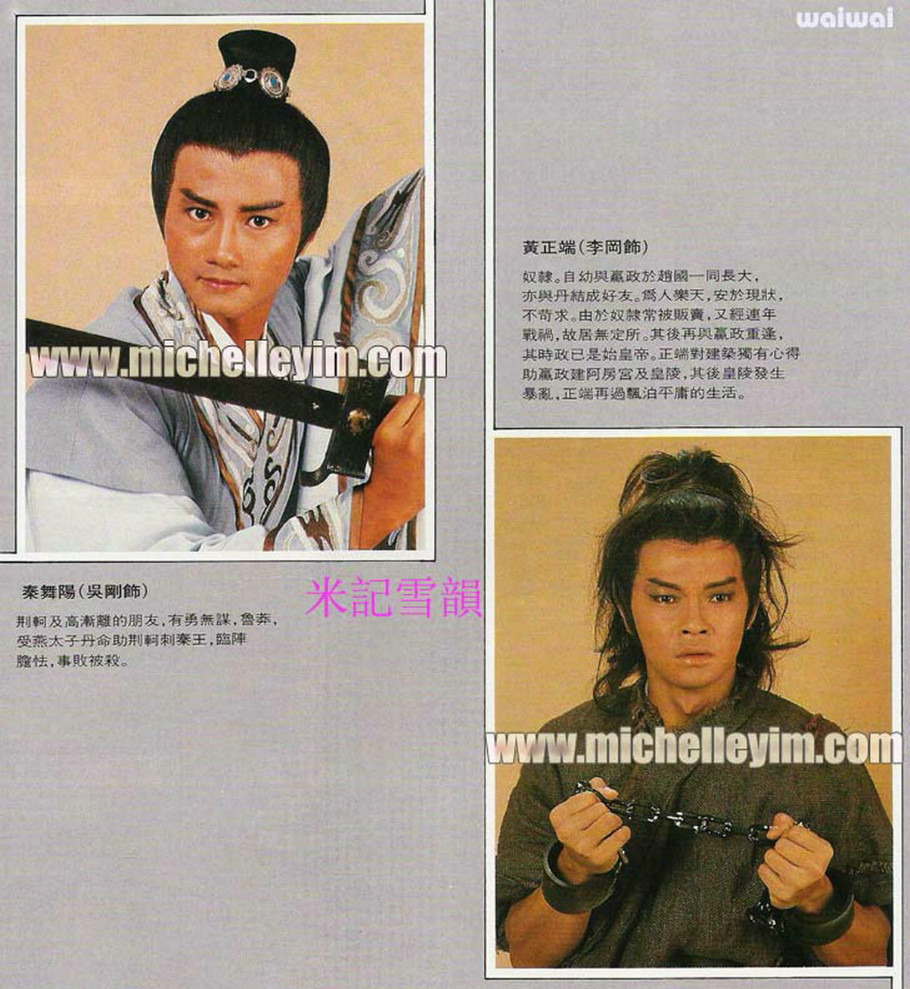 waiwai
www.michelleyim.com
秦舞陽(吳剛飾)
荆軻及高漸離的朋友,有勇無謀,魯莽,
受燕太子丹命助荆軻刺秦王,臨陣
膽怯,事敗被殺。
米記雪韻
黃正端(李岡飾)
奴隸。自幼與嬴政於趙國一同長大,
亦與丹結成好友。爲人樂天,安於現狀,
不苛求。由於奴隸常被販賣,又經連年
戰禍,故居無定所。其後再與嬴政重逢,
其時政已是始皇帝。正端對建築獨有心得
助嬴政建阿房宮及皇陵,其後皇陵發生
暴亂,正端再過飄泊平庸的生活。
www.michelleyim.com